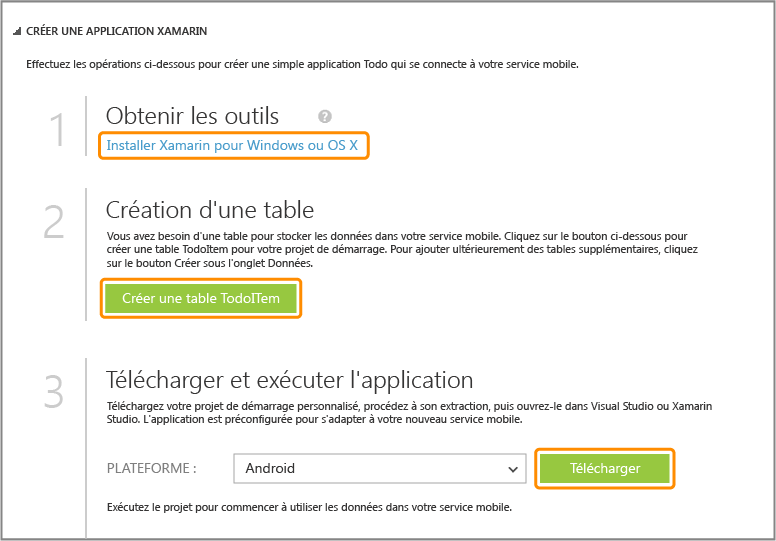 CRÉER UNE APPLICATION XAMARIN
Effectuez les opérations ci-dessous pour créer une simple application Todo qui se connecte à votre service mobile.
1
Obtenir les outils ?
Installer Xamarin pour Windows ou OS X
2
Création d'une table
Vous avez besoin d'une table pour stocker les données dans votre service mobile. Cliquez sur le bouton ci-dessous pour
créer une table TodoItem pour votre projet de démarrage. Pour ajouter ultérieurement des tables supplémentaires, cliquez
sur le bouton Créer sous l'onglet Données.
Créer une table TodoITem
3
Télécharger et exécuter l'application
Téléchargez votre projet de démarrage personnalisé, procédez à son extraction, puis ouvrez-le dans Visual Studio ou Xamarin
Studio. L'application est préconfigurée pour s'adapter à votre nouveau service mobile.
PLATEFORME : Android Télécharger
Exécutez le projet pour commencer à utiliser les données dans votre service mobile.